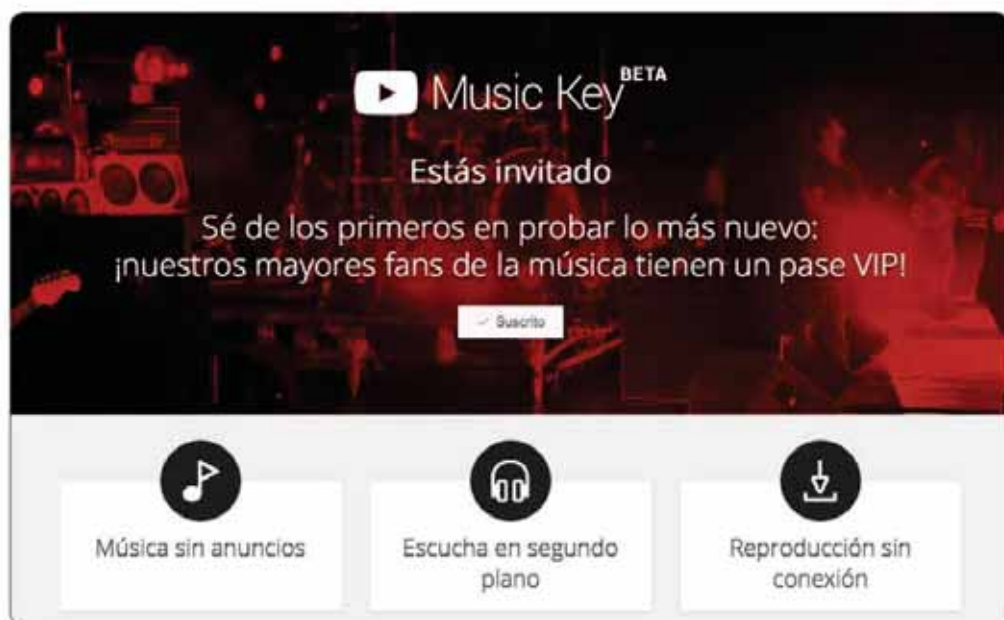 Music Key BETA
Estás invitado
Sé de los primeros en probar lo más nuevo:
¡nuestros mayores fans de la música tienen un pase VIP!
Suscrito
Música sin anuncios
Escucha en segundo
plano
Reproducción sin
conexión